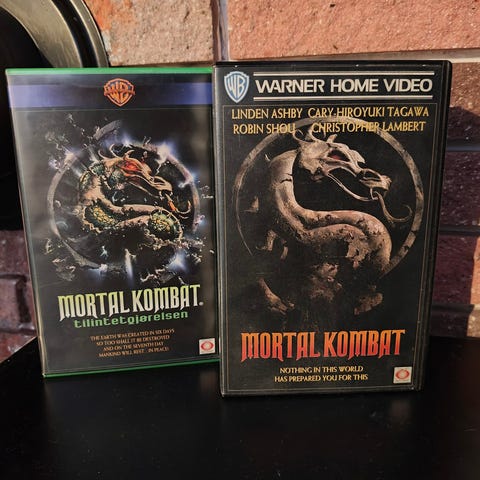 WB
MORTAL KOMBAT
tilintetgjørelsen
THE EARTH WAS CREATED IN SIX DAYS
SO TOO SHALL IT BE DESTROYED
AND ON THE SEVENTH DAY
MANKIND WILL REST... IN PEACE!
WB WARNER HOME VIDEO
LINDEN ASHBY CARY-HIROYUKI TAGAWA
ROBIN SHOU CHRISTOPHER LAMBERT
MORTAL KOMBAT
NOTHING IN THIS WORLD
HAS PREPARED YOU FOR THIS